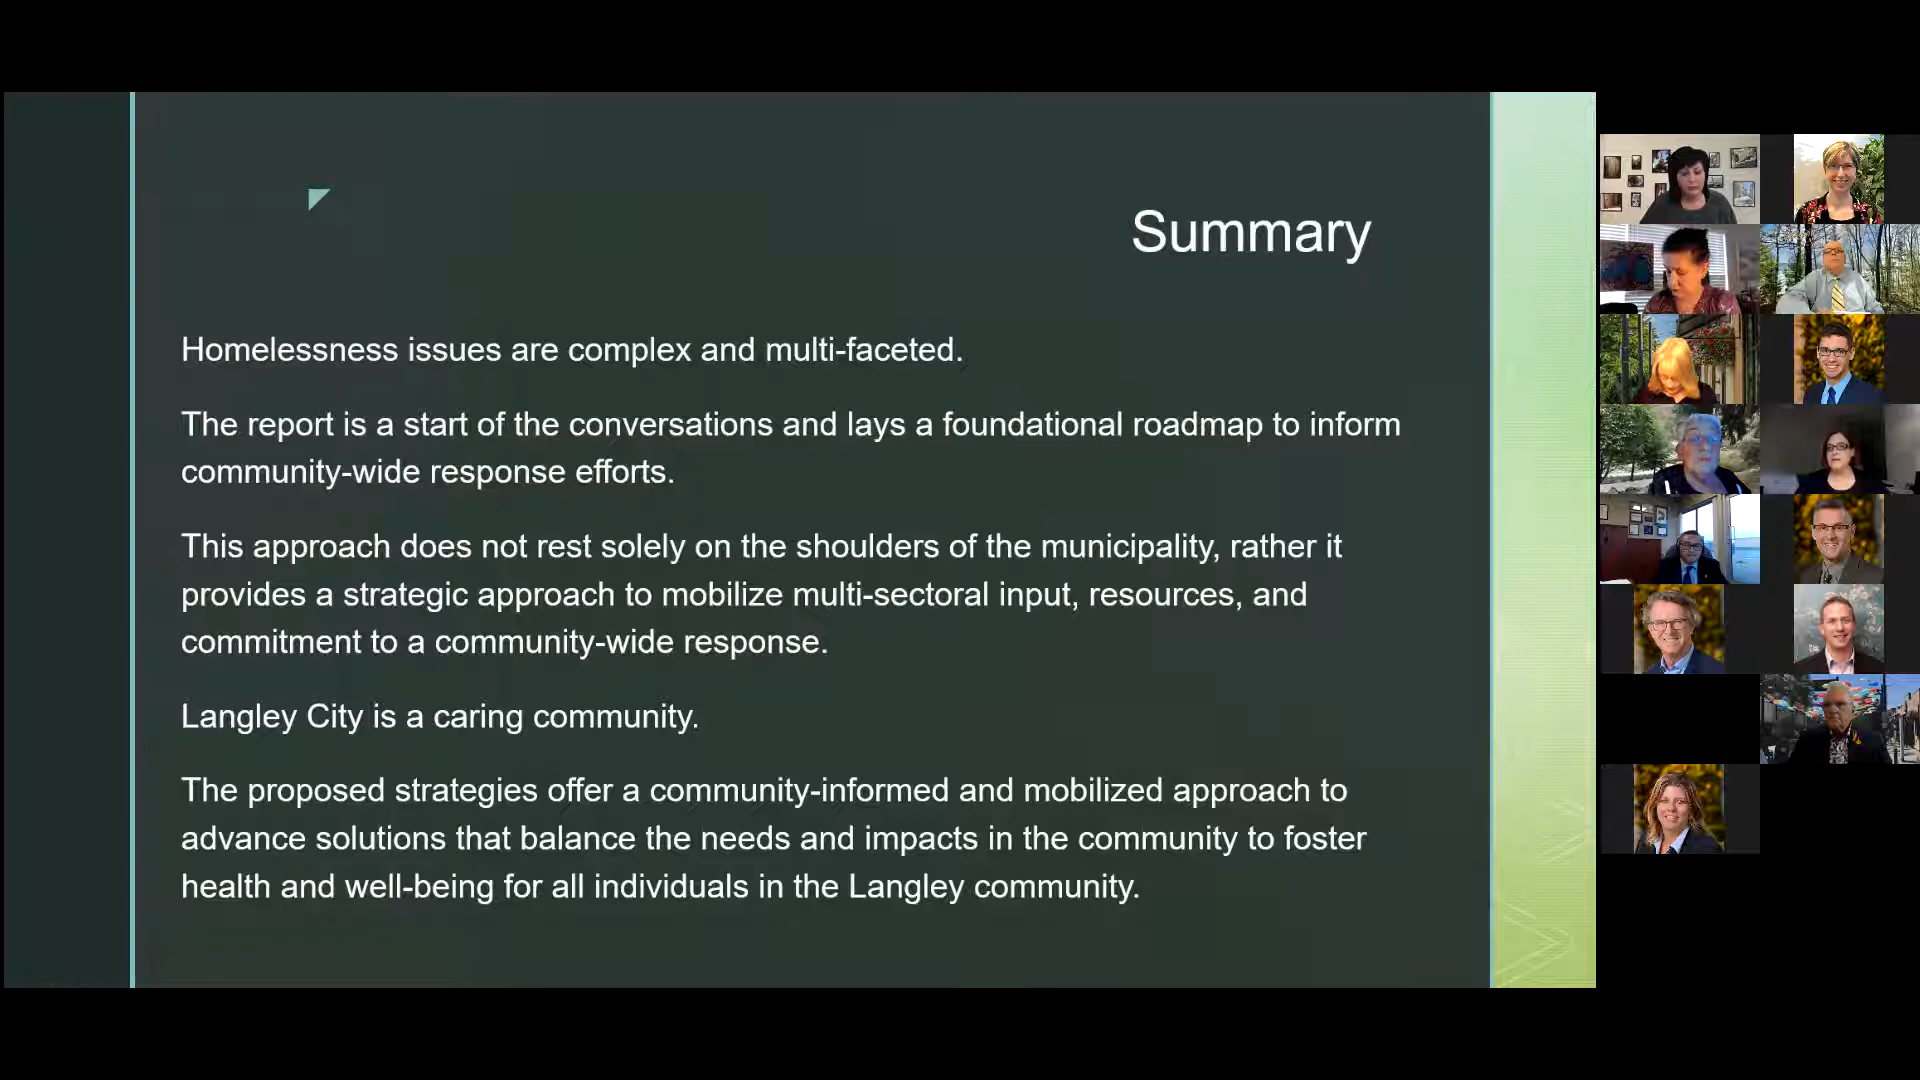 Summary
Homelessness issues are complex and multi-faceted.
The report is a start of the conversations and lays a foundational roadmap to inform
community-wide response efforts.
This approach does not rest solely on the shoulders of the municipality, rather it
provides a strategic approach to mobilize multi-sectoral input, resources, and
commitment to a community-wide response.
Langley City is a caring community.
The proposed strategies offer a community-informed and mobilized approach to
advance solutions that balance the needs and impacts in the community to foster
health and well-being for all individuals in the Langley community.